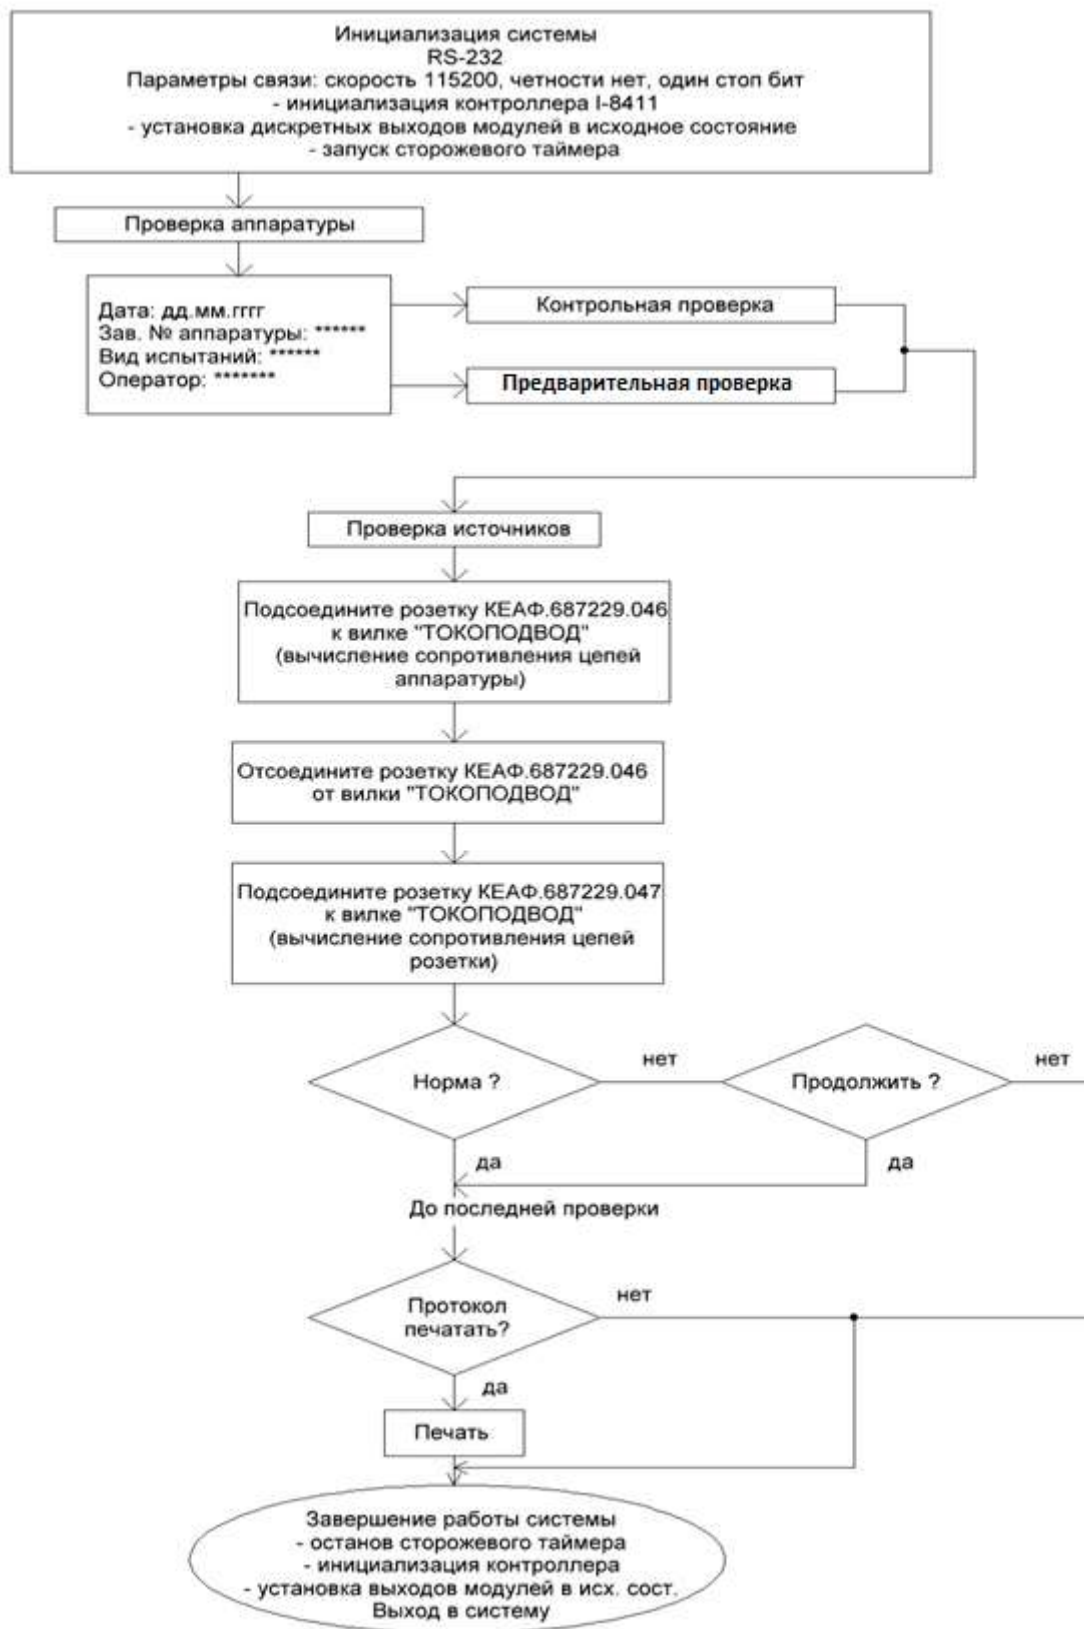 Инициализация системы
RS-232
Параметры связи: скорость 115200, четности нет, один стоп бит
- инициализация контроллера I-8411
- установка дискретных выходов модулей в исходное состояние
- запуск сторожевого таймера
Проверка аппаратуры
Дата: дд.мм.гггг
Зав. № аппаратуры: ******
Вид испытаний: ******
Оператор: *******
Контрольная проверка
Предварительная проверка
Проверка источников
Подсоедините розетку КЕАФ.687229.046
к вилке "ТОКОПОДВОД"
(вычисление сопротивления цепей
аппаратуры)
Отсоедините розетку КЕАФ.687229.046
от вилки "ТОКОПОДВОД"
Подсоедините розетку КЕАФ.687229.047
к вилке "ТОКОПОДВОД"
(вычисление сопротивления цепей
розетки)
Норма ?
нет
Продолжить ?
нет
да
да
До последней проверки
Протокол
печатать?
нет
да
Печать
Завершение работы системы
- останов сторожевого таймера
- инициализация контроллера
- установка выходов модулей в исх. сост.
Выход в систему